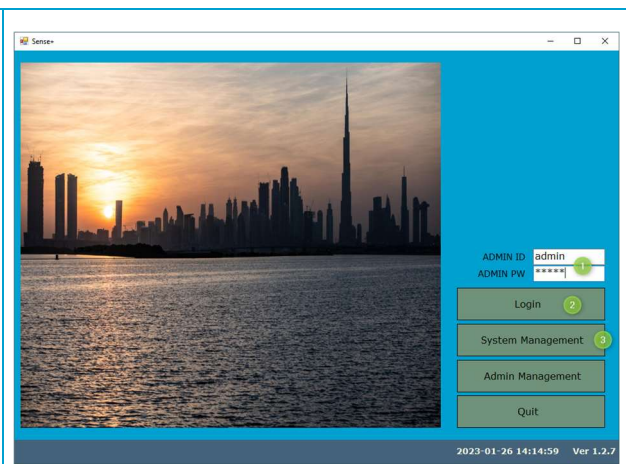 Sense+
ADMIN ID admin 1
ADMIN PW *****
Login 2
System Management 3
Admin Management
Quit
2023-01-26 14:14:59 Ver 1.2.7